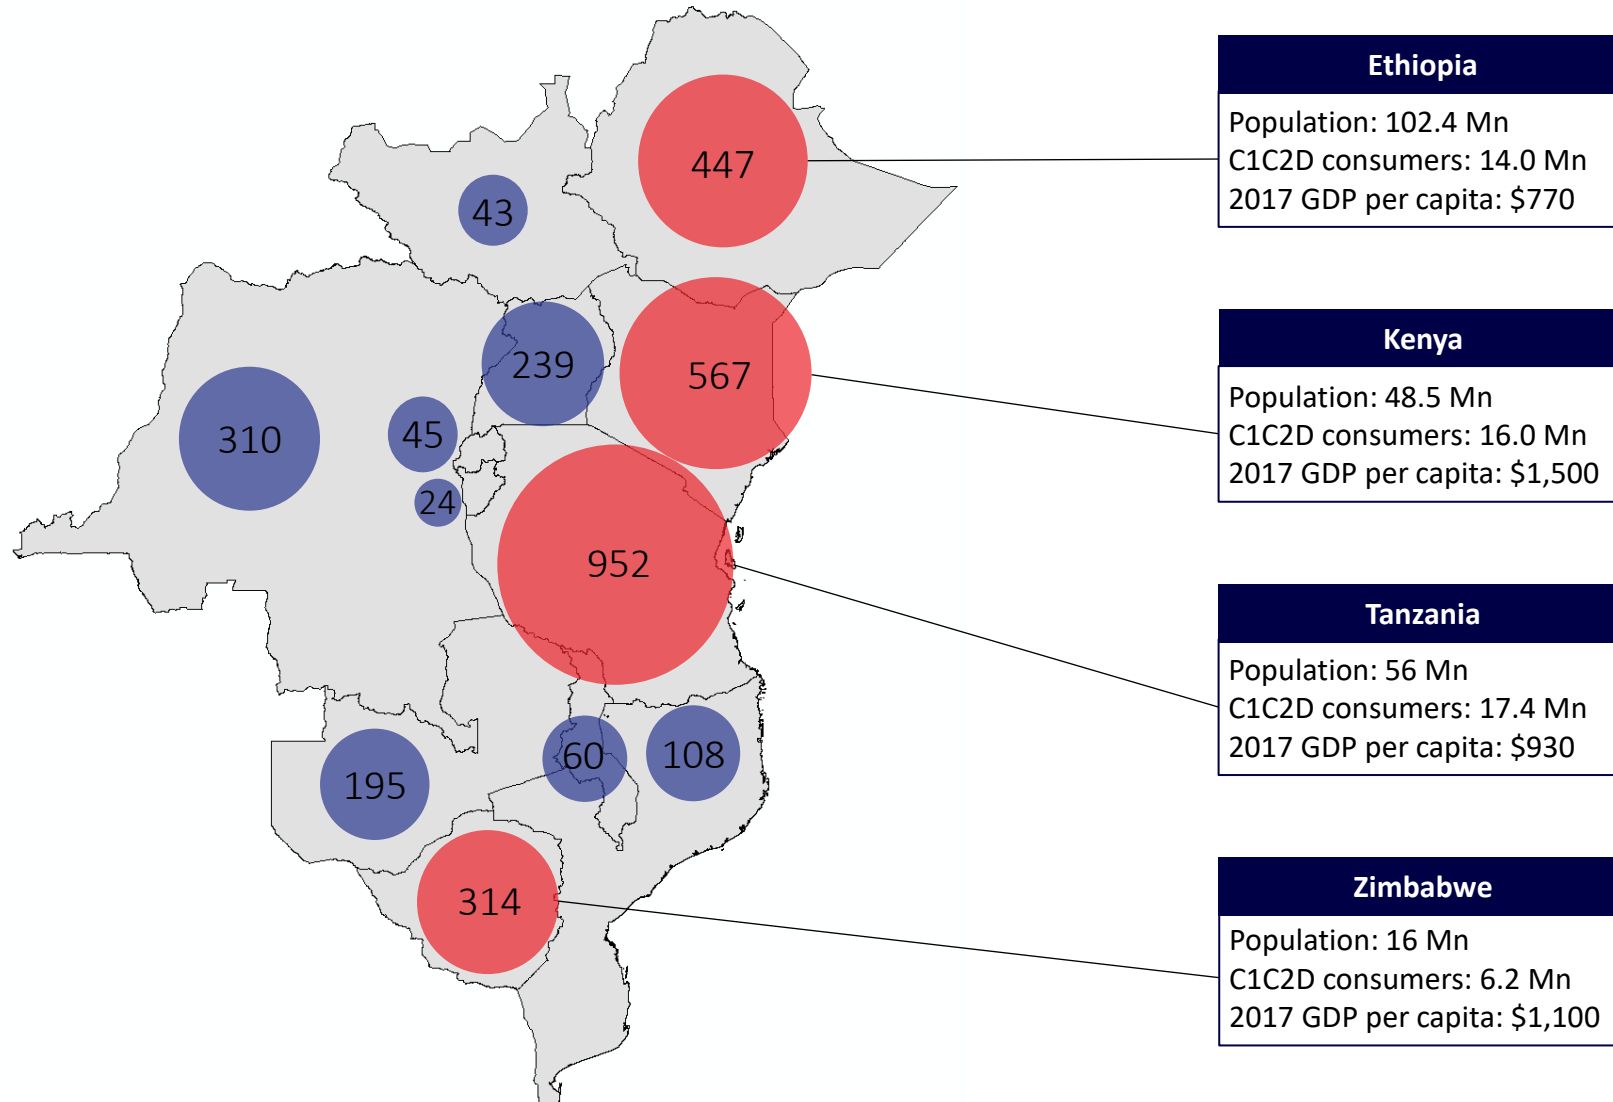 447
43
239
567
310
45
24
952
195
60
108
314
Ethiopia
Population: 102.4 Mn
C1C2D consumers: 14.0 Mn
2017 GDP per capita: $770
Kenya
Population: 48.5 Mn
C1C2D consumers: 16.0 Mn
2017 GDP per capita: $1,500
Tanzania
Population: 56 Mn
C1C2D consumers: 17.4 Mn
2017 GDP per capita: $930
Zimbabwe
Population: 16 Mn
C1C2D consumers: 6.2 Mn
2017 GDP per capita: $1,100